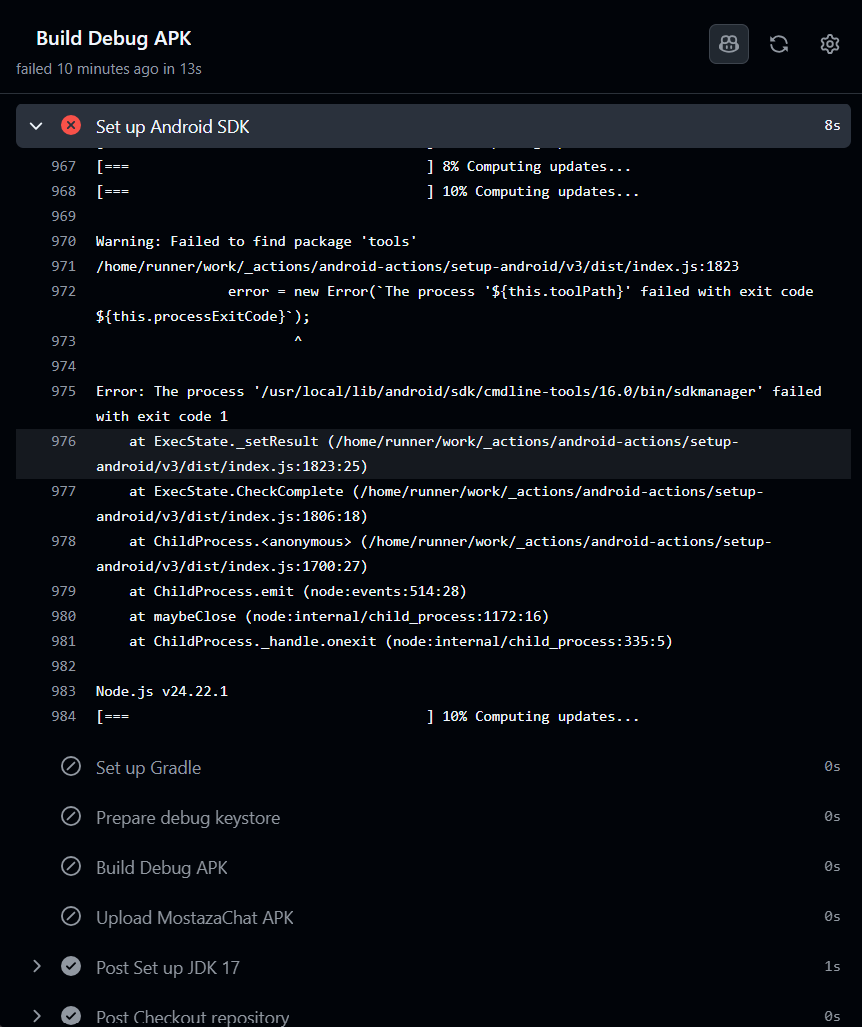 Build Debug APK
failed 10 minutes ago in 13s
Set up Android SDK 8s
967 [===                                    ] 8% Computing updates...
968 [===                                    ] 10% Computing updates...
969
970 Warning: Failed to find package 'tools'
971 /home/runner/work/_actions/android-actions/setup-android/v3/dist/index.js:1823
972                 error = new Error(`The process '${this.toolPath}' failed with exit code
${this.processExitCode}`);
973                         ^
974
975 Error: The process '/usr/local/lib/android/sdk/cmdline-tools/16.0/bin/sdkmanager' failed
with exit code 1
976     at ExecState._setResult (/home/runner/work/_actions/android-actions/setup-
android/v3/dist/index.js:1823:25)
977     at ExecState.CheckComplete (/home/runner/work/_actions/android-actions/setup-
android/v3/dist/index.js:1806:18)
978     at ChildProcess.<anonymous> (/home/runner/work/_actions/android-actions/setup-
android/v3/dist/index.js:1700:27)
979     at ChildProcess.emit (node:events:514:28)
980     at maybeClose (node:internal/child_process:1172:16)
981     at ChildProcess._handle.onexit (node:internal/child_process:335:5)
982
983 Node.js v24.22.1
984 [===                                    ] 10% Computing updates...
Set up Gradle 0s
Prepare debug keystore 0s
Build Debug APK 0s
Upload MostazaChat APK 0s
Post Set up JDK 17 1s
Post Checkout repository 0s